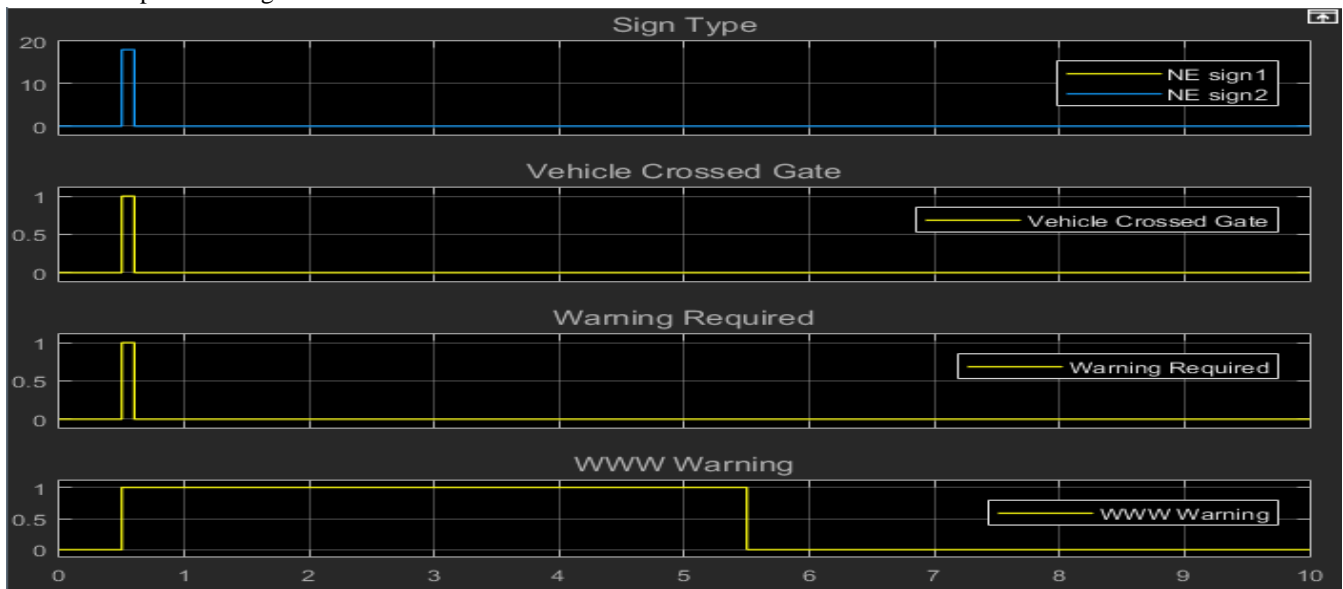 Sign Type
20
10
0
NE sign1
NE sign2
Vehicle Crossed Gate
1
0.5
0
Vehicle Crossed Gate
Warning Required
1
0.5
0
Warning Required
WWW Warning
1
0.5
0
WWW Warning
0 1 2 3 4 5 6 7 8 9 10